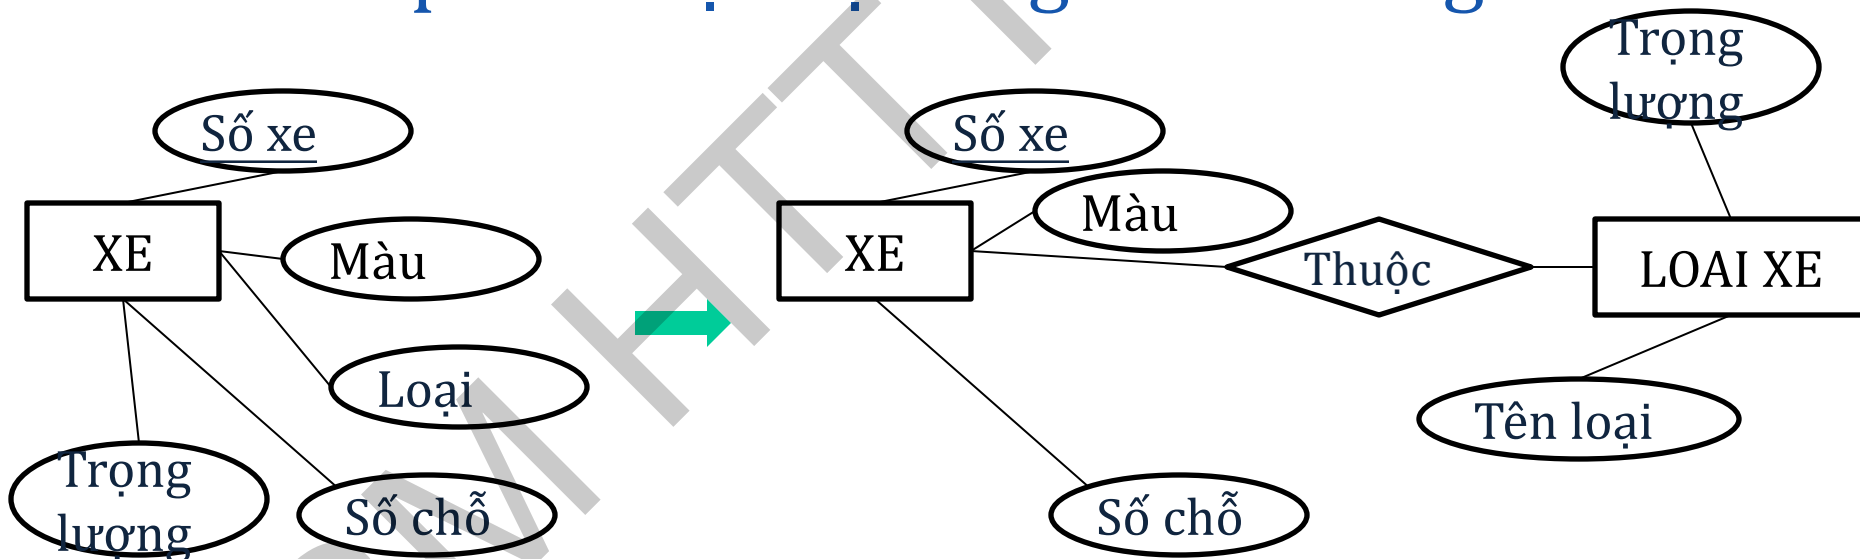 Số xe
XE
Màu
Loại
Trọng
lượng
Số chỗ
Số xe
XE
Màu
Thuộc
Trọng
lượng
LOAI XE
Tên loại
Số chỗ
MHTT